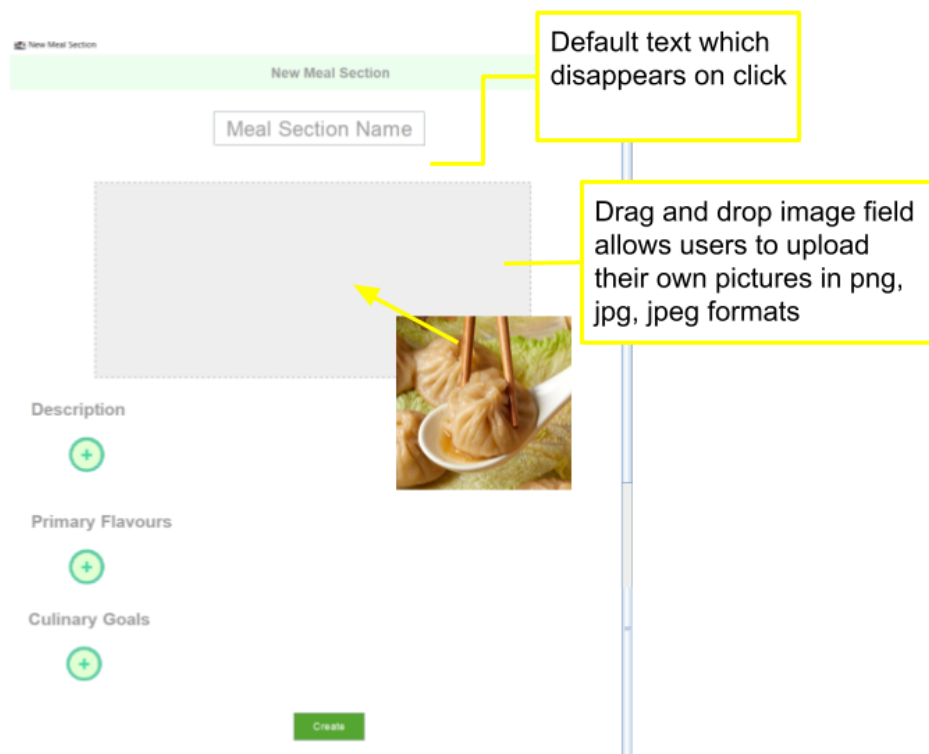 New Meal Section
New Meal Section
Default text which
disappears on click
Meal Section Name
Drag and drop image field
allows users to upload
their own pictures in png,
jpg, jpeg formats
Description
+
Primary Flavours
+
Culinary Goals
+
Create